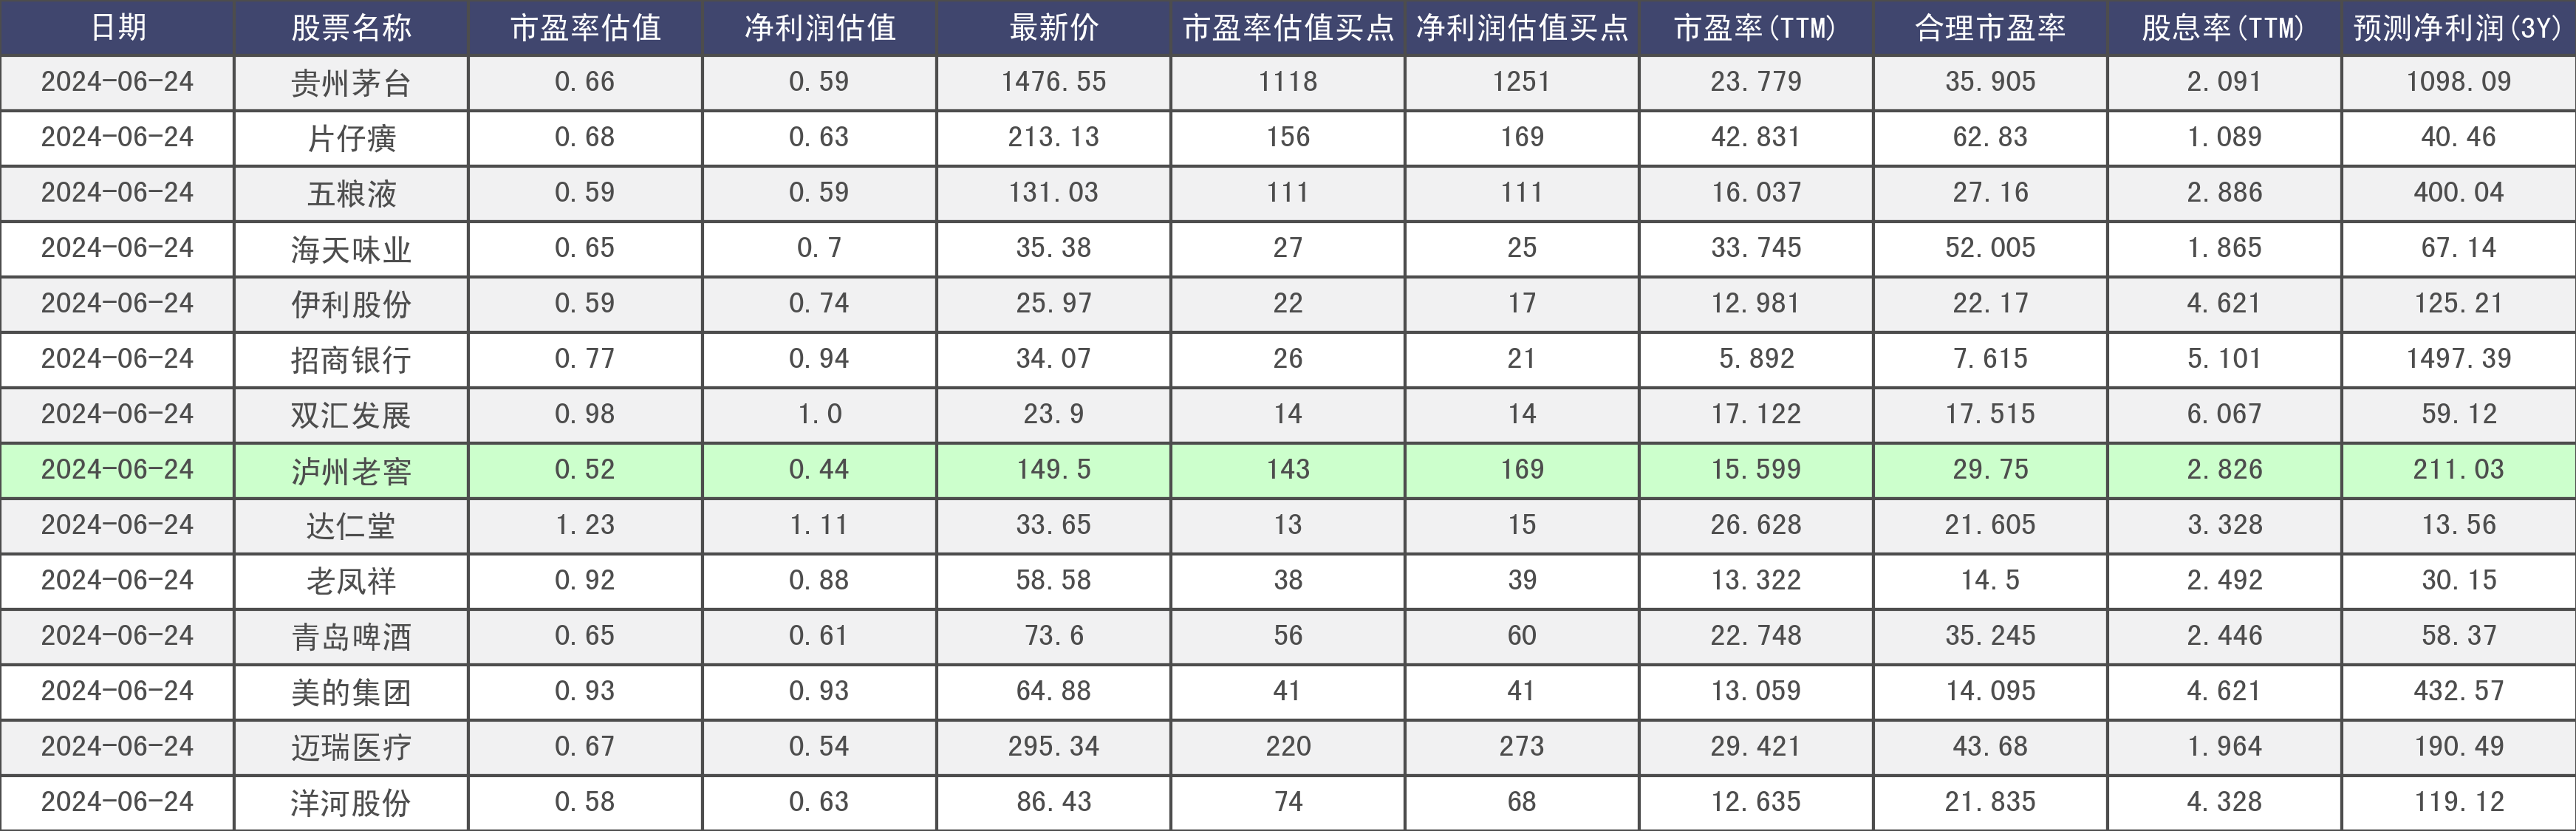 日期 股票名称 市盈率估值 净利润估值 最新价 市盈率估值买点 净利润估值买点 市盈率(TTM) 合理市盈率 股息率(TTM) 预测净利润(3Y)
2024-06-24 贵州茅台 0.66 0.59 1476.55 1118 1251 23.779 35.905 2.091 1098.09
2024-06-24 片仔癀 0.68 0.63 213.13 156 169 42.831 62.83 1.089 40.46
2024-06-24 五粮液 0.59 0.59 131.03 111 111 16.037 27.16 2.886 400.04
2024-06-24 海天味业 0.65 0.7 35.38 27 25 33.745 52.005 1.865 67.14
2024-06-24 伊利股份 0.59 0.74 25.97 22 17 12.981 22.17 4.621 125.21
2024-06-24 招商银行 0.77 0.94 34.07 26 21 5.892 7.615 5.101 1497.39
2024-06-24 双汇发展 0.98 1.0 23.9 14 14 17.122 17.515 6.067 59.12
2024-06-24 泸州老窖 0.52 0.44 149.5 143 169 15.599 29.75 2.826 211.03
2024-06-24 达仁堂 1.23 1.11 33.65 13 15 26.628 21.605 3.328 13.56
2024-06-24 老凤祥 0.92 0.88 58.58 38 39 13.322 14.5 2.492 30.15
2024-06-24 青岛啤酒 0.65 0.61 73.6 56 60 22.748 35.245 2.446 58.37
2024-06-24 美的集团 0.93 0.93 64.88 41 41 13.059 14.095 4.621 432.57
2024-06-24 迈瑞医疗 0.67 0.54 295.34 220 273 29.421 43.68 1.964 190.49
2024-06-24 洋河股份 0.58 0.63 86.43 74 68 12.635 21.835 4.328 119.12